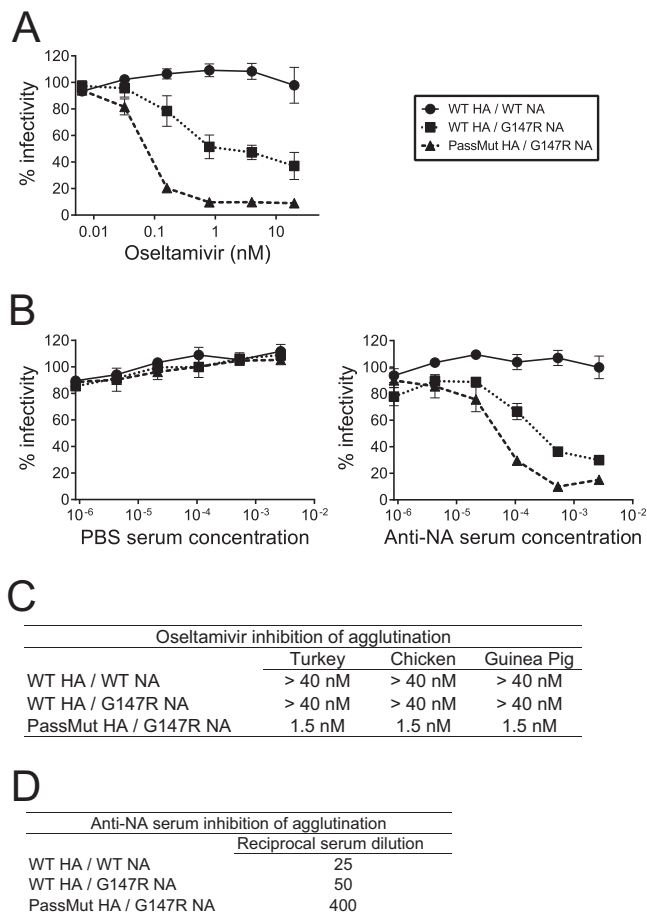 A
120
100
80
60
40
20
0
% infectivity
0.01 0.1 1 10
Oseltamivir (nM)
WT HA / WT NA
WT HA / G147R NA
PassMut HA / G147R NA
B
120
100
80
60
40
20
0
% infectivity
10-6 10-5 10-4 10-3 10-2
PBS serum concentration
120
100
80
60
40
20
0
% infectivity
10-6 10-5 10-4 10-3 10-2
Anti-NA serum concentration
C
Oseltamivir inhibition of agglutination
Turkey Chicken Guinea Pig
WT HA / WT NA > 40 nM > 40 nM > 40 nM
WT HA / G147R NA > 40 nM > 40 nM > 40 nM
PassMut HA / G147R NA 1.5 nM 1.5 nM 1.5 nM
D
Anti-NA serum inhibition of agglutination
Reciprocal serum dilution
WT HA / WT NA 25
WT HA / G147R NA 50
PassMut HA / G147R NA 400